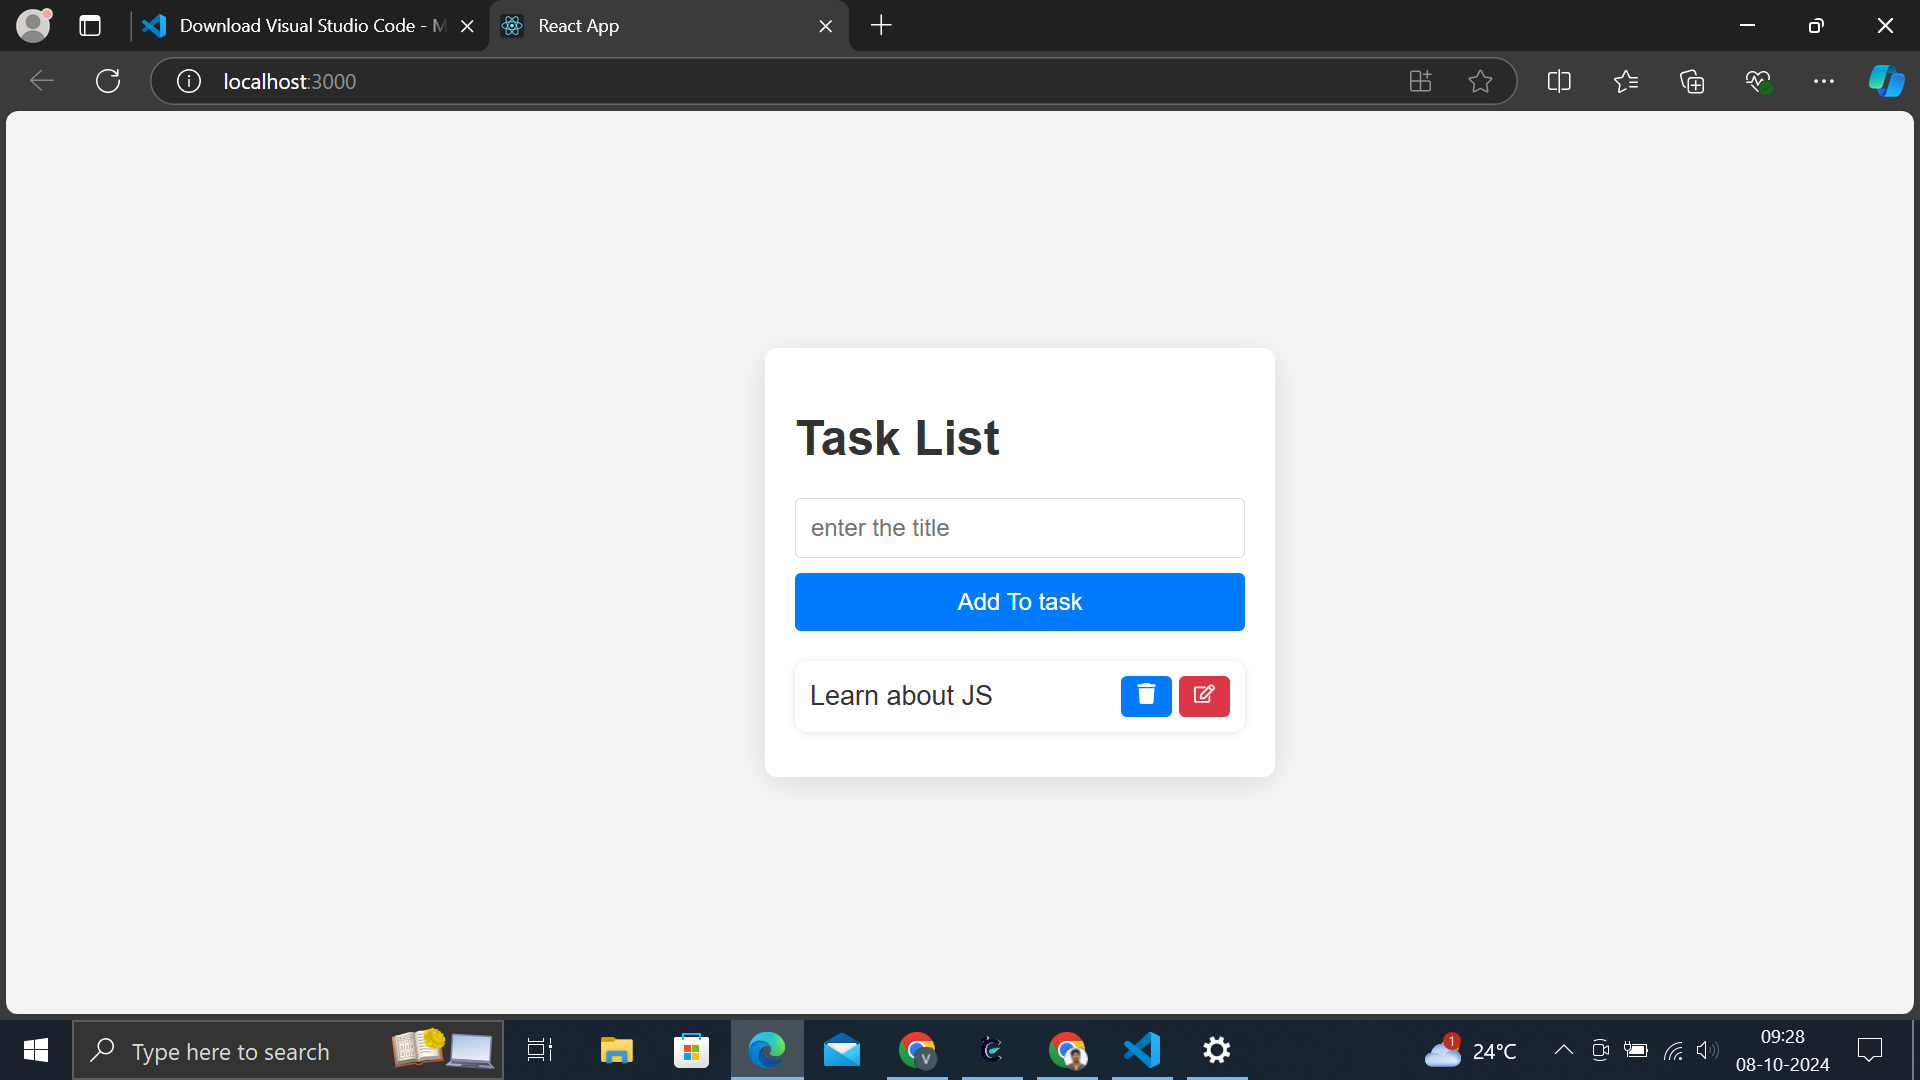 Download Visual Studio Code - M
React App
localhost:3000
Task List
enter the title
Add To task
Learn about JS
Type here to search
V
1
24°C
09:28
08-10-2024